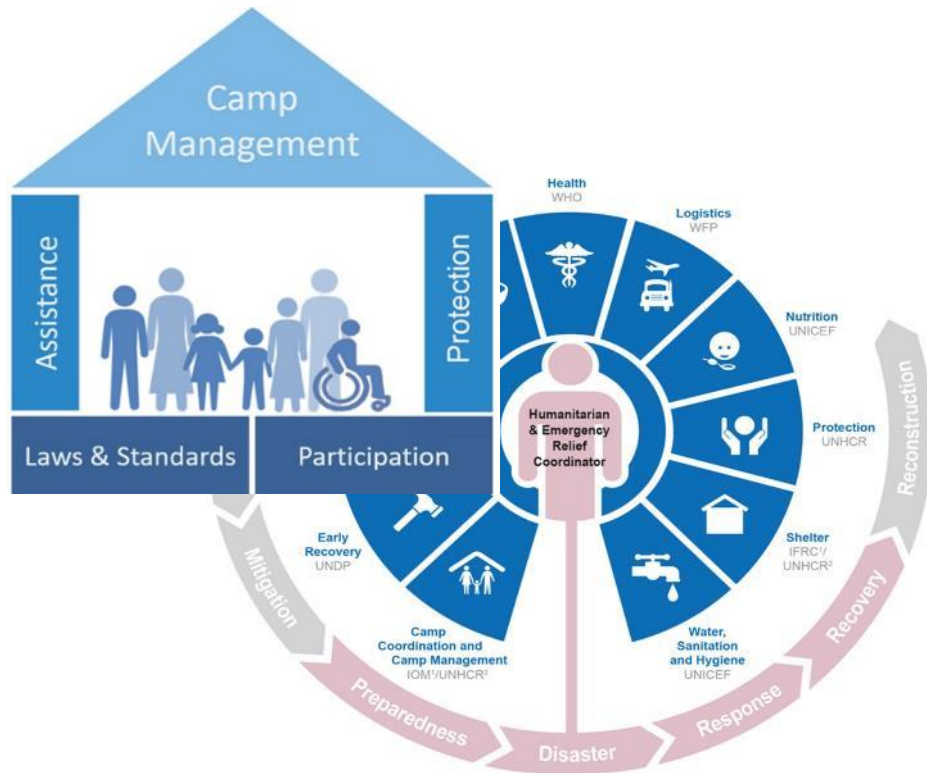 Camp
Management
Assistance
Protection
Laws & Standards
Participation
Health
WHO
Logistics
WFP
Nutrition
UNICEF
Protection
UNHCR
Shelter
IFRC¹/
UNHCR²
Water,
Sanitation
and Hygiene
UNICEF
Camp
Coordination and
Camp Management
IOM¹/UNHCR²
Early
Recovery
UNDP
Humanitarian
& Emergency
Relief
Coordinator
Mitigation
Preparedness
Disaster
Response
Recovery
Reconstruction